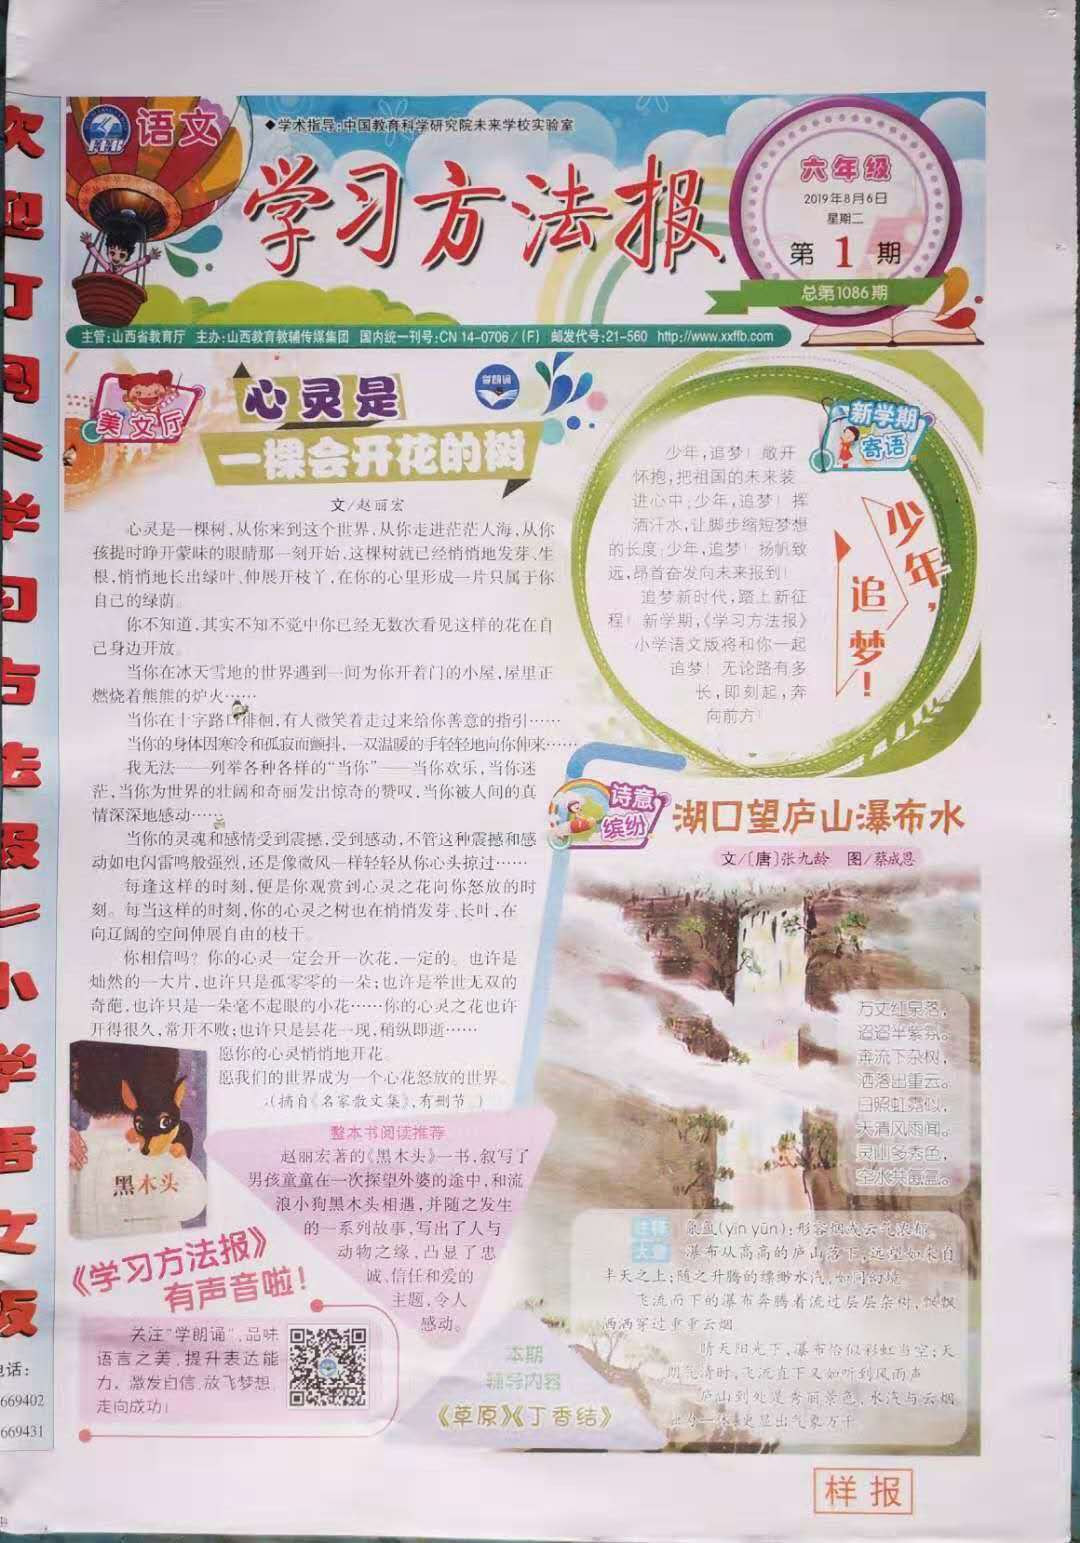 欢迎订阅《学习方法报》小学语文版
电话:
669402
669431
语文
◆学术指导:中国教育科学研究院未来学校实验室
学习方法报
六年级
2019年8月6日
星期二
第1期
总第1086期
主管:山西省教育厅 主办:山西教育教辅传媒集团 国内统一刊号:CN 14-0706/(F) 邮发代号:21-560 http://www.xxffb.com
美文厅
心灵是
一棵会开花的树
学朗诵
文/赵丽宏
心灵是一棵树,从你来到这个世界,从你走进茫茫人海,从你
孩提时睁开蒙昧的眼睛那一刻开始,这棵树就已经悄悄地发芽、生
根,悄悄地长出绿叶、伸展开枝丫,在你的心里形成一片只属于你
自己的绿荫。
你不知道,其实不知不觉中你已经无数次看见这样的花在自
己身边开放。
当你在冰天雪地的世界遇到一间为你开着门的小屋,屋里正
燃烧着熊熊的炉火……
当你在十字路口徘徊,有人微笑着走过来给你善意的指引……
当你的身体因寒冷和孤寂而颤抖,一双温暖的手轻轻地向你伸来……
我无法一一列举各种各样的“当你”——当你欢乐,当你迷
茫,当你为世界的壮阔和奇丽发出惊奇的赞叹,当你被人间的真
情深深地感动……
当你的灵魂和感情受到震撼,受到感动,不管这种震撼和感
动如电闪雷鸣般强烈,还是像微风一样轻轻从你心头掠过……
每逢这样的时刻,便是你观赏到心灵之花向你怒放的时
刻。每当这样的时刻,你的心灵之树也在悄悄发芽、长叶,在
向辽阔的空间伸展自由的枝干。
你相信吗?你的心灵一定会开一次花,一定的。也许是
灿然的一大片,也许只是孤零零的一朵;也许是举世无双的
奇葩,也许只是一朵毫不起眼的小花……你的心灵之花也许
开得很久,常开不败;也许只是昙花一现,稍纵即逝……
愿你的心灵悄悄地开花。
愿我们的世界成为一个心花怒放的世界。
(摘自《名家散文集》,有删节)
新学期
寄语
少年,
追梦!
少年,追梦!敞开
怀抱,把祖国的未来装
进心中;少年,追梦!挥
洒汗水,让脚步缩短梦想
的长度;少年,追梦!扬帆致
远,昂首奋发向未来报到!
追梦新时代,踏上新征
程!新学期,《学习方法报》
小学语文版将和你一起
追梦!无论路有多
长,即刻起,奔
向前方!
诗意
缤纷
湖口望庐山瀑布水
文/〔唐〕张九龄 图/蔡成恩
万丈红泉落,
迢迢半紫氛。
奔流下杂树,
洒落出重云。
日照虹霓似,
天清风雨闻。
灵山多秀色,
空水共氤氲。
注释
氤氲(yīn yūn):形容烟或云气浓郁。
大意
瀑布从高高的庐山落下,远望如来自
半天之上;随之升腾的缥缈水汽,如同幻境
飞流而下的瀑布奔腾着流过层层杂树,飘飘
洒洒穿过重重云烟
晴天阳光下,瀑布恰似彩虹当空;天
朗气清时,飞流直下又如听到风雨声
庐山到处是秀丽景色,水汽与云烟
融为一体,更显出气象万千
黑木头
整本书阅读推荐
赵丽宏著的《黑木头》一书,叙写了
男孩童童在一次探望外婆的途中,和流
浪小狗黑木头相遇,并随之发生
的一系列故事,写出了人与
动物之缘,凸显了忠
诚、信任和爱的
主题,令人
感动。
《学习方法报》
有声音啦!
关注“学朗诵”,品味
语言之美,提升表达能
力,激发自信,放飞梦想,
走向成功!
本期
辅导内容
《草原》《丁香结》
样报